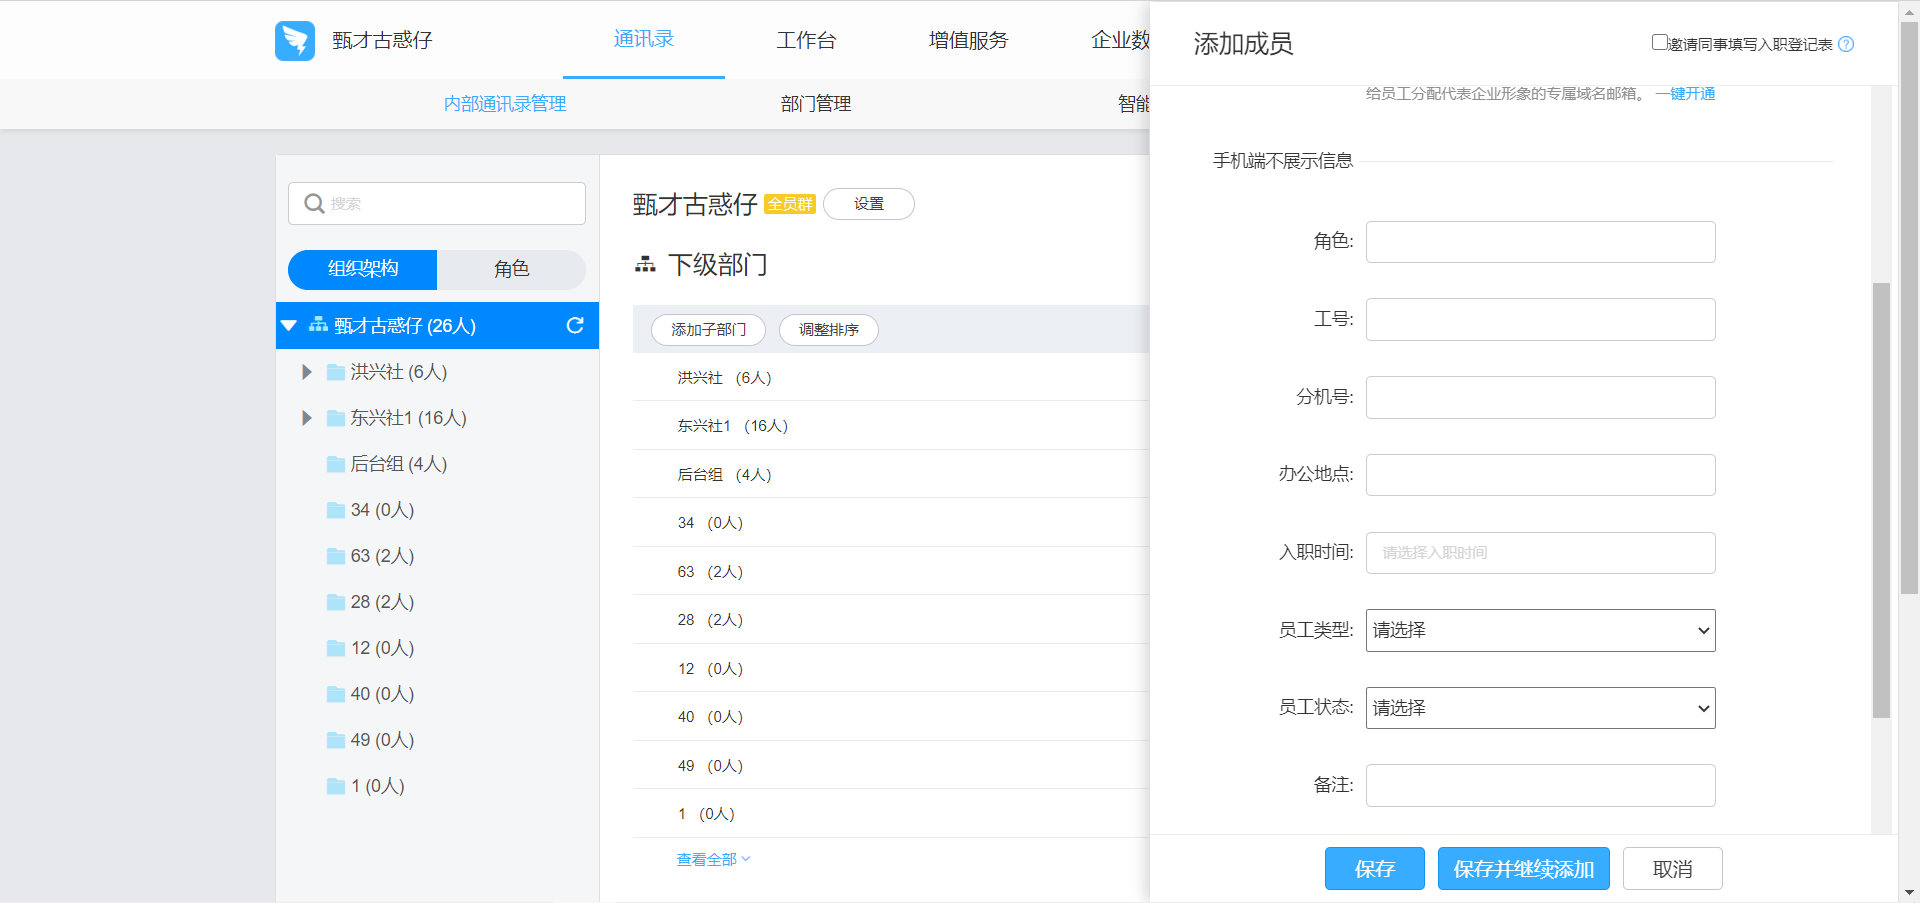 甄才古惑仔
通讯录
工作台
增值服务
企业数
内部通讯录管理
部门管理
智能
搜索
组织架构
角色
甄才古惑仔 (26人)
洪兴社 (6人)
东兴社1 (16人)
后台组 (4人)
34 (0人)
63 (2人)
28 (2人)
12 (0人)
40 (0人)
49 (0人)
1 (0人)
甄才古惑仔 全员群 设置
下级部门
添加子部门 调整排序
洪兴社 (6人)
东兴社1 (16人)
后台组 (4人)
34 (0人)
63 (2人)
28 (2人)
12 (0人)
40 (0人)
49 (0人)
1 (0人)
查看全部
添加成员
邀请同事填写入职登记表 ?
给员工分配代表企业形象的专属域名邮箱。 一键开通
手机端不展示信息
角色:
工号:
分机号:
办公地点:
入职时间: 请选择入职时间
员工类型: 请选择
员工状态: 请选择
备注:
保存 保存并继续添加 取消